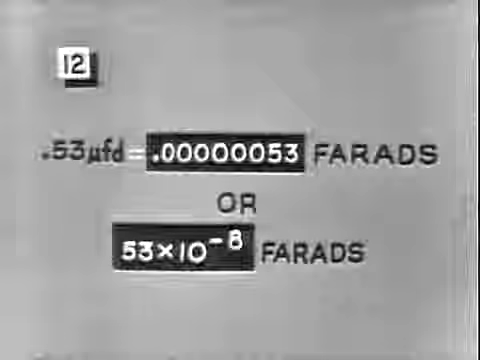 12
.53µfd = .00000053 FARADS
OR
53×10⁻⁸ FARADS